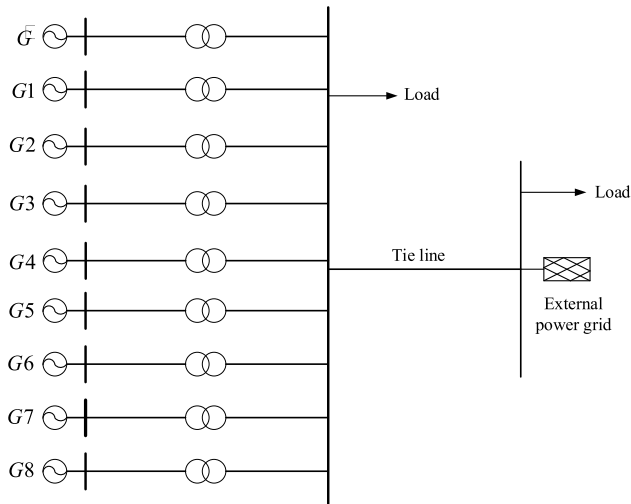 G
G1
Load
G2
G3
Load
G4
Tie line
G5
External
power grid
G6
G7
G8